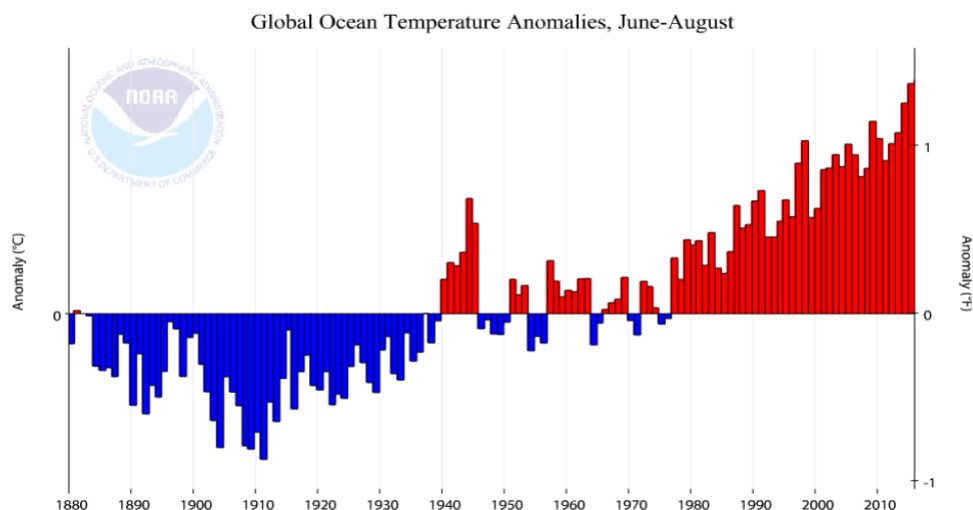 Global Ocean Temperature Anomalies, June-August
NATIONAL OCEANIC AND ATMOSPHERIC ADMINISTRATION
NOAA
U.S. DEPARTMENT OF COMMERCE
Anomaly (°C)
Anomaly (°F)
1
0
0
-1
1880 1890 1900 1910 1920 1930 1940 1950 1960 1970 1980 1990 2000 2010